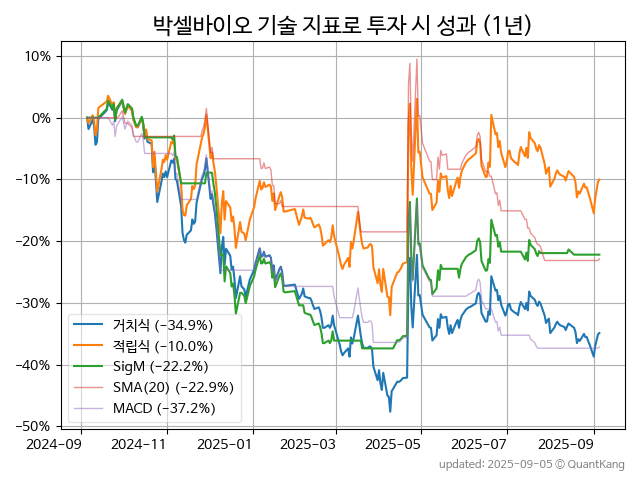 박셀바이오 기술 지표로 투자 시 성과 (1년)
10%
0%
−10%
−20%
−30%
−40%
−50%
거치식 (−34.9%)
적립식 (−10.0%)
SigM (−22.2%)
SMA(20) (−22.9%)
MACD (−37.2%)
2024−09 2024−11 2025−01 2025−03 2025−05 2025−07 2025−09
updated: 2025−09−05 © QuantKang